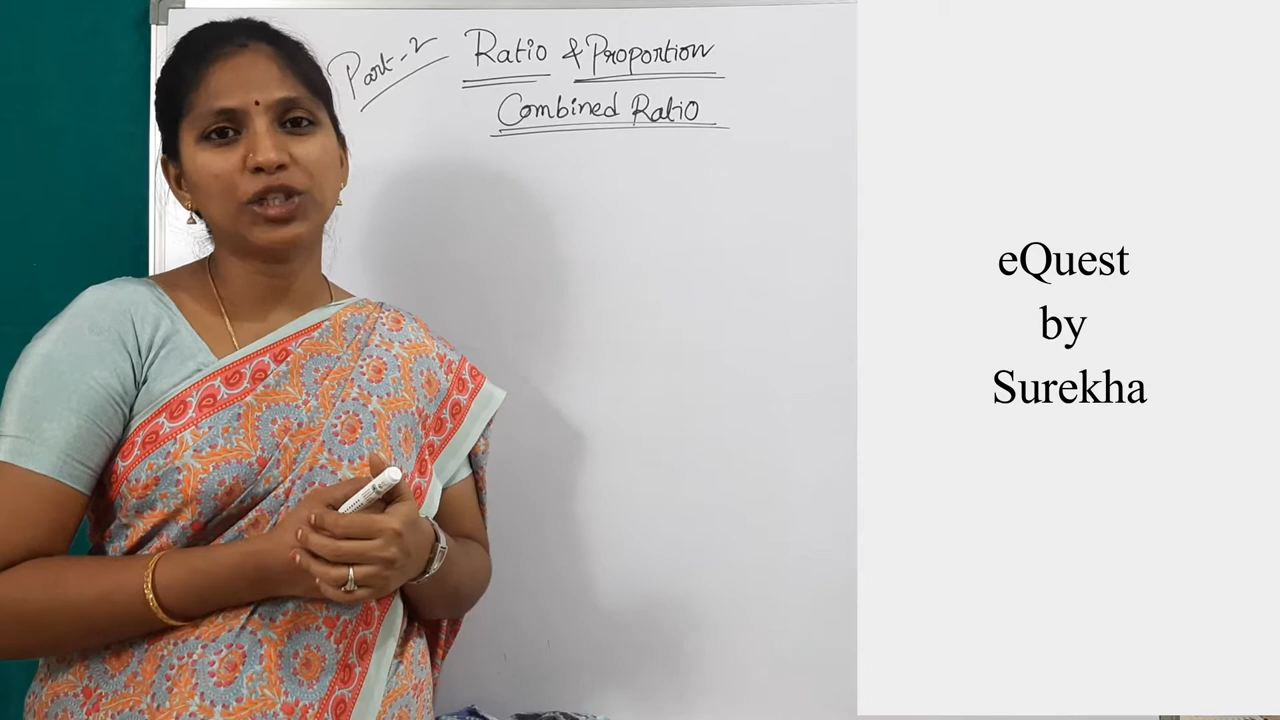 Part-2
Ratio & Proportion
Combined Ratio
eQuest
by
Surekha